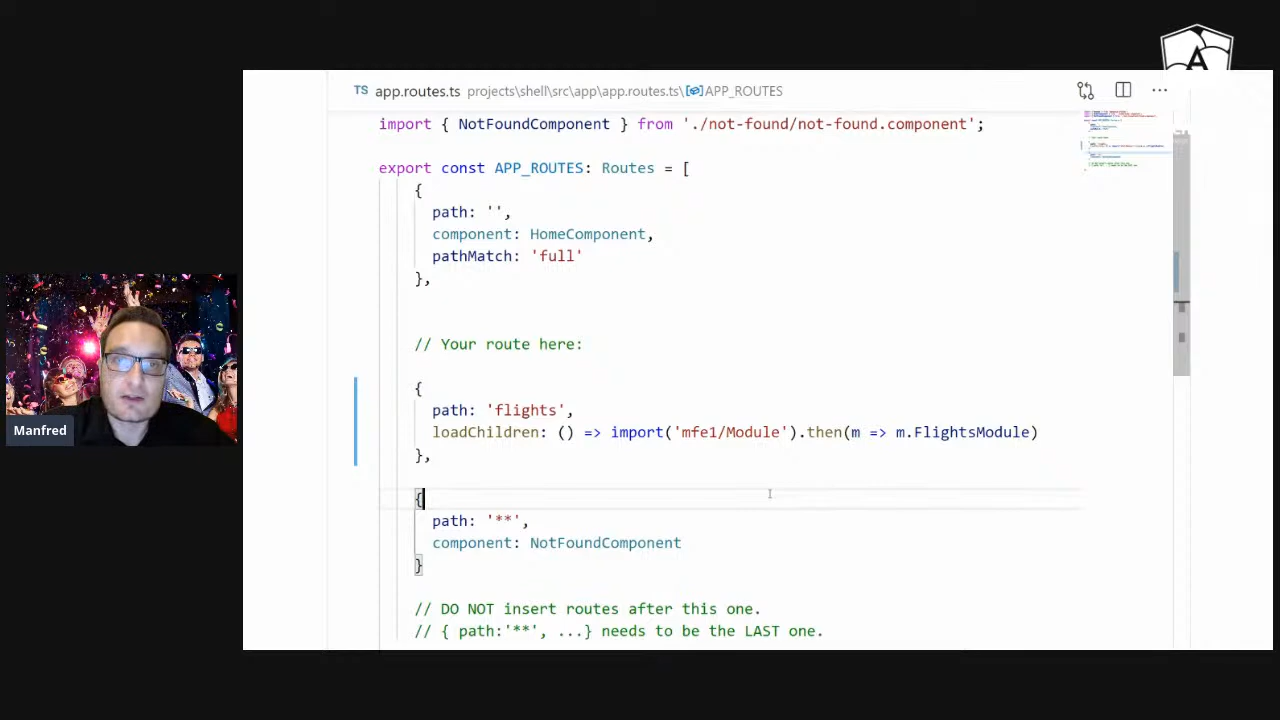 A
TS app.routes.ts projects\shell\src\app\app.routes.ts\APP_ROUTES
import { NotFoundComponent } from './not-found/not-found.component';
export const APP_ROUTES: Routes = [
{
path: '',
component: HomeComponent,
pathMatch: 'full'
},
// Your route here:
{
path: 'flights',
loadChildren: () => import('mfe1/Module').then(m => m.FlightsModule)
},
{
path: '**',
component: NotFoundComponent
}
// DO NOT insert routes after this one.
// { path:'**', ...} needs to be the LAST one.
Manfred